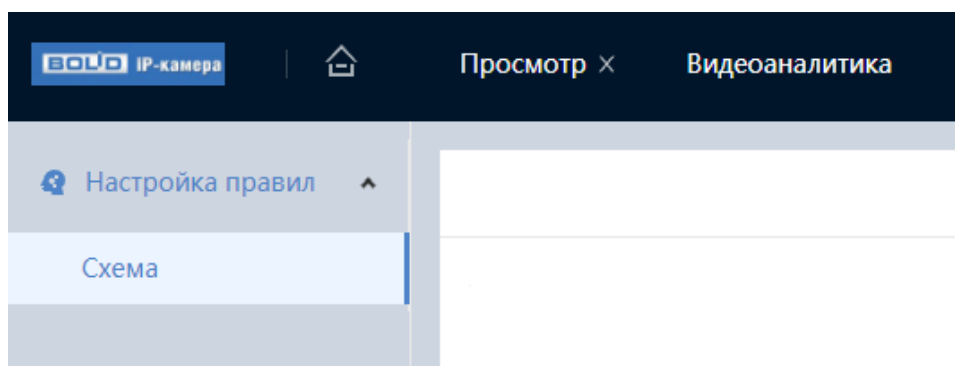 BOLID IP-камера
Просмотр
Видеоаналитика
Настройка правил
Схема